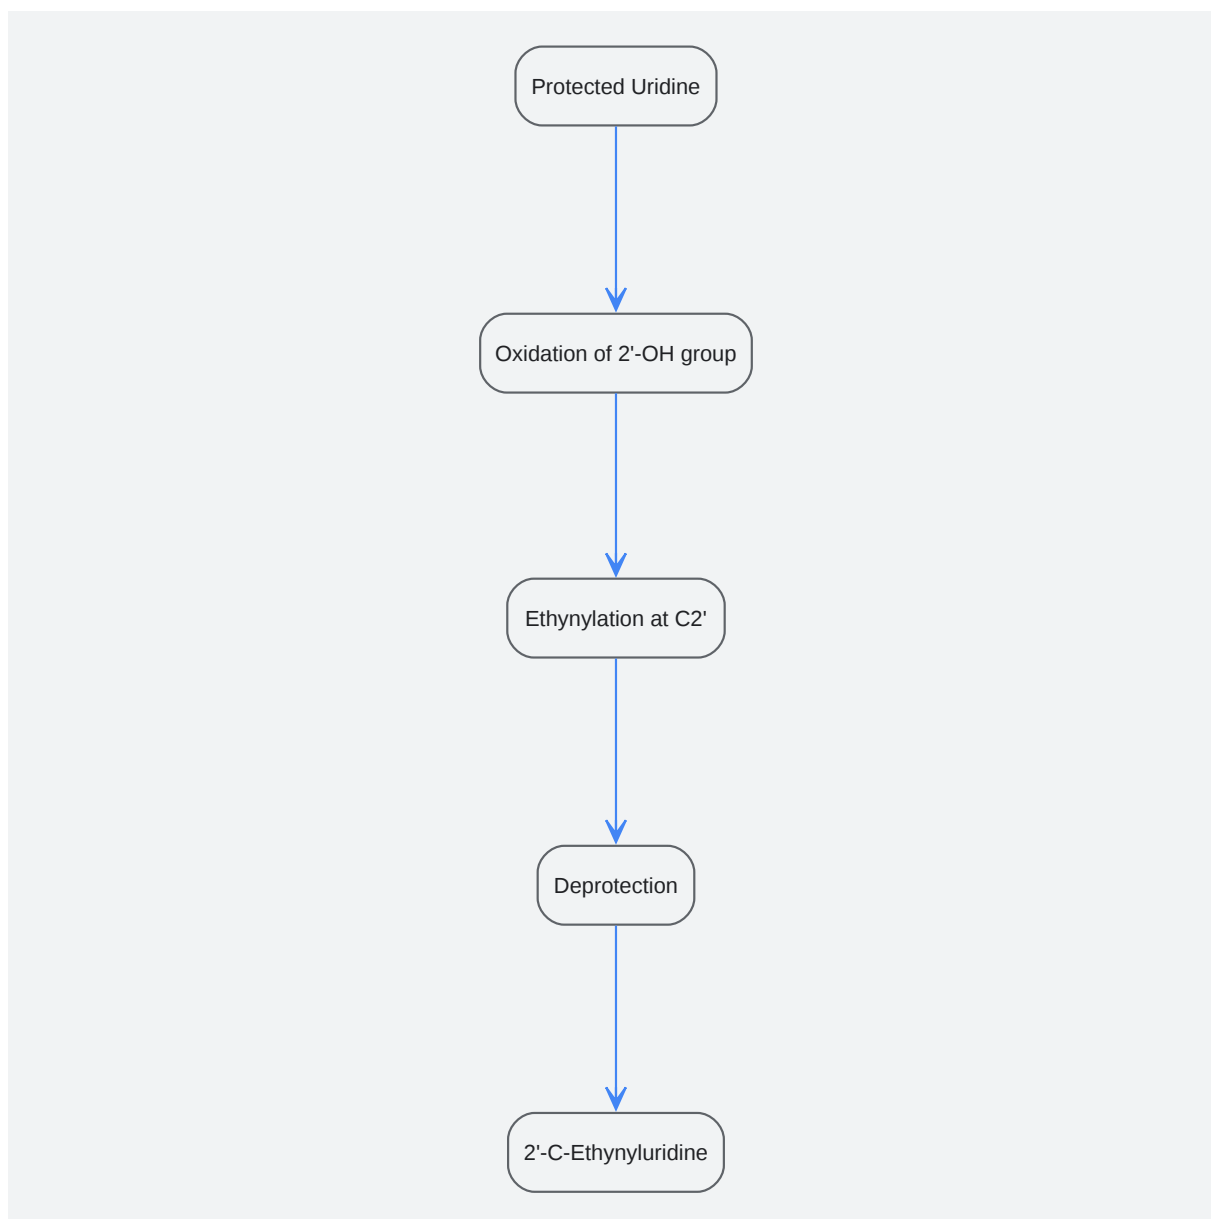 Protected Uridine
Oxidation of 2'-OH group
Ethynylation at C2'
Deprotection
2'-C-Ethynyluridine